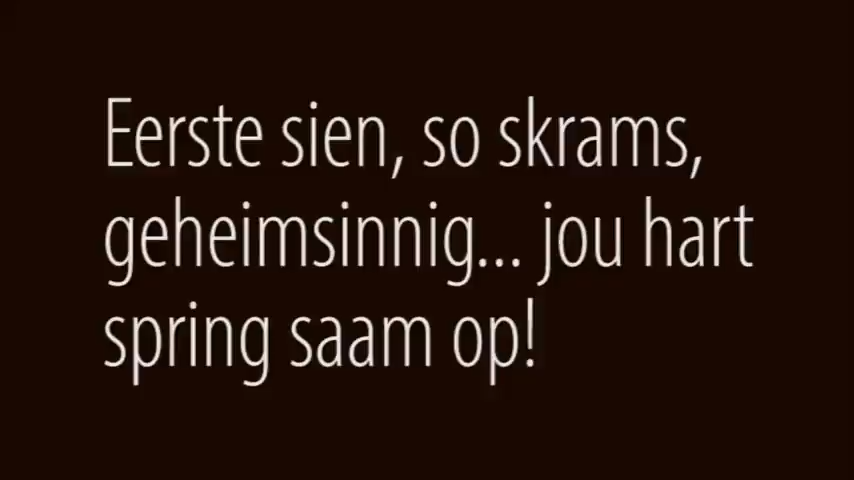 Eerste sien, so skrams,
geheimsinnig... jou hart
spring saam op!